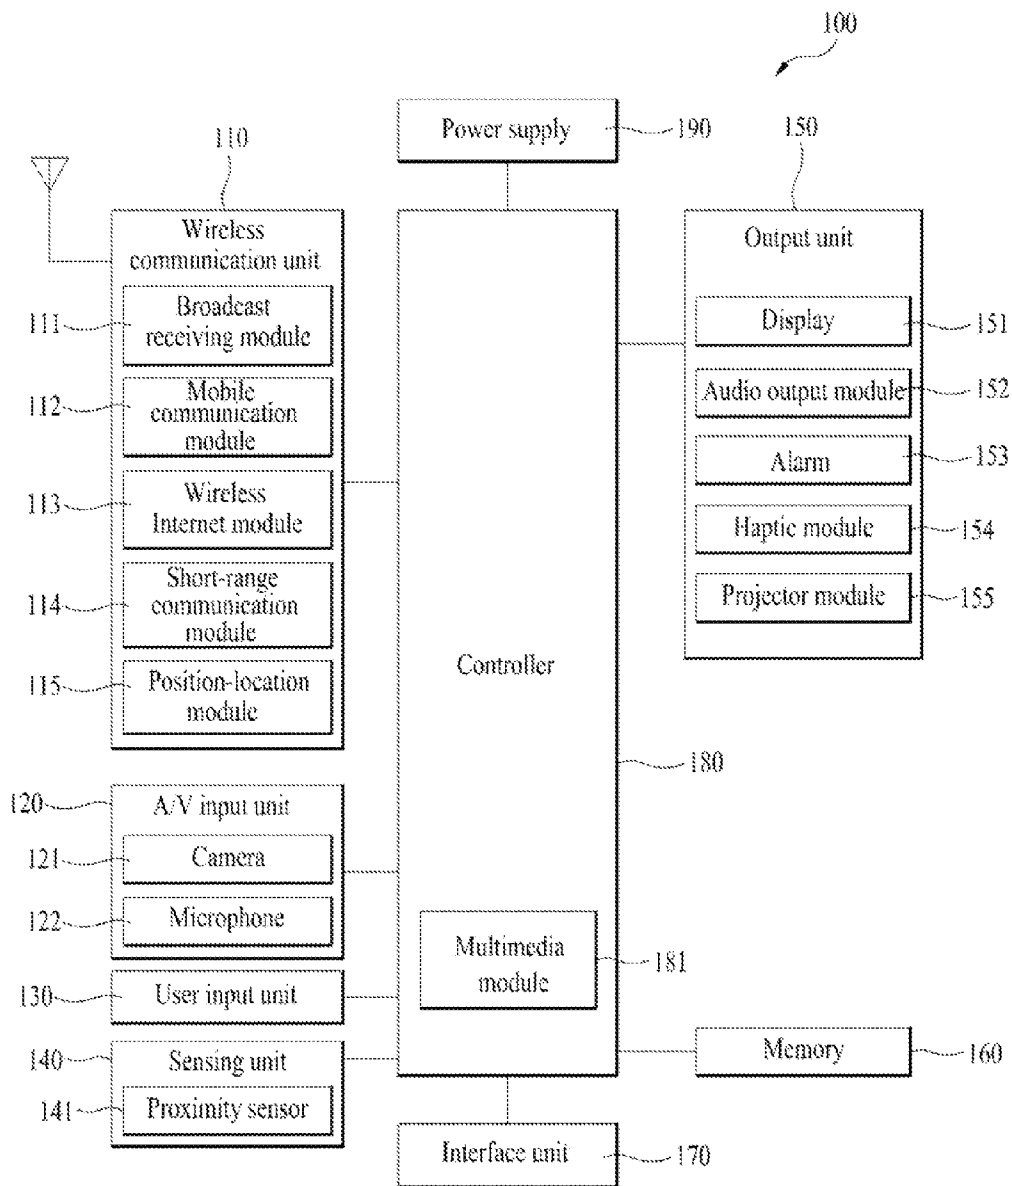 100
Power supply
190
150
110
Wireless
communication unit
Output unit
Broadcast
receiving module
111
Display
151
Mobile
communication
module
112
Audio output module
152
Alarm
153
Wireless
Internet module
113
Haptic module
154
Short-range
communication
module
114
Projector module
155
Controller
Position-location
module
115
180
120
A/V input unit
121
Camera
122
Microphone
Multimedia
module
181
130
User input unit
140
Sensing unit
Memory
160
141
Proximity sensor
Interface unit
170